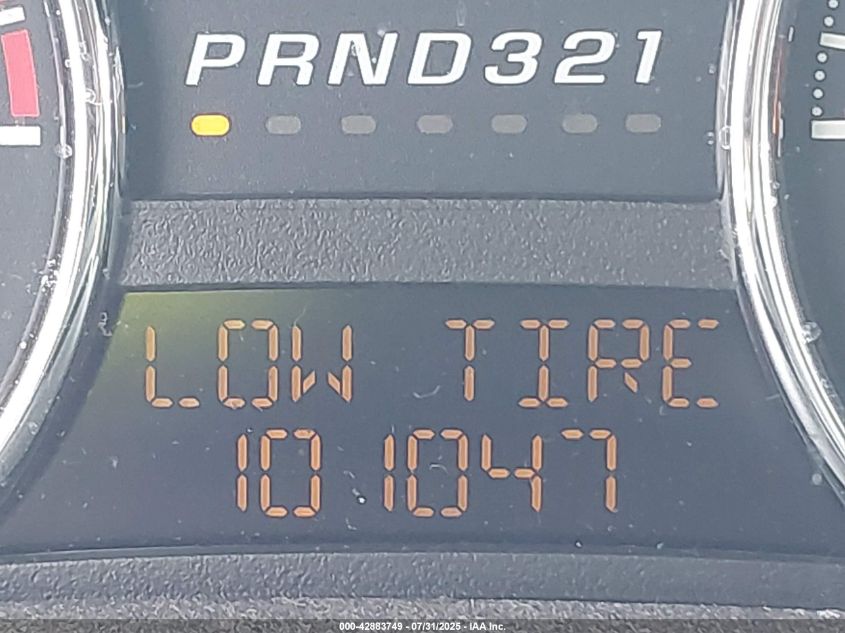 PRND321
LOW TIRE
101047
000-42883749 - 07/31/2025 - IAA, Inc.